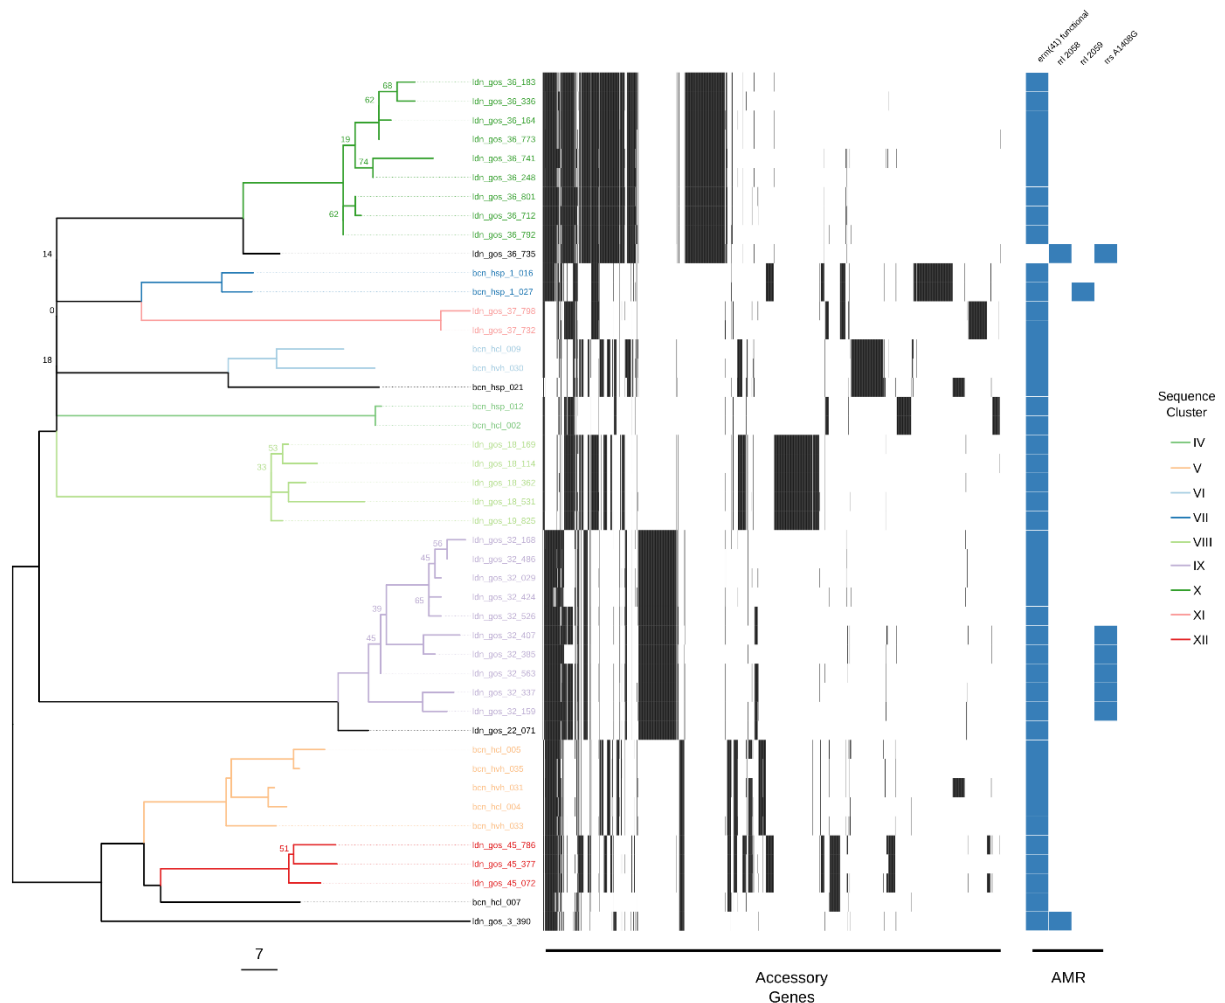 erm(41) functional
rrl 2058
rrl 2059
rrs A1408G
ldn_gos_36_183
ldn_gos_36_336
ldn_gos_36_164
ldn_gos_36_773
ldn_gos_36_741
ldn_gos_36_248
ldn_gos_36_801
ldn_gos_36_712
ldn_gos_36_792
ldn_gos_36_735
bcn_hsp_1_016
bcn_hsp_1_027
ldn_gos_37_798
ldn_gos_37_732
bcn_hcl_009
bcn_hvh_030
bcn_hsp_021
bcn_hsp_012
bcn_hcl_002
ldn_gos_18_169
ldn_gos_18_114
ldn_gos_18_362
ldn_gos_18_531
ldn_gos_19_825
ldn_gos_32_168
ldn_gos_32_486
ldn_gos_32_029
ldn_gos_32_424
ldn_gos_32_526
ldn_gos_32_407
ldn_gos_32_385
ldn_gos_32_563
ldn_gos_32_337
ldn_gos_32_159
ldn_gos_22_071
bcn_hcl_006
bcn_hvh_035
bcn_hvh_031
bcn_hcl_004
bcn_hvh_033
ldn_gos_45_786
ldn_gos_45_377
ldn_gos_45_072
bcn_hcl_007
ldn_gos_3_390
68
62
19
74
62
14
0
18
53
33
56
45
65
39
45
51
7
Accessory
Genes
AMR
Sequence
Cluster
IV
V
VI
VII
VIII
IX
X
XI
XII